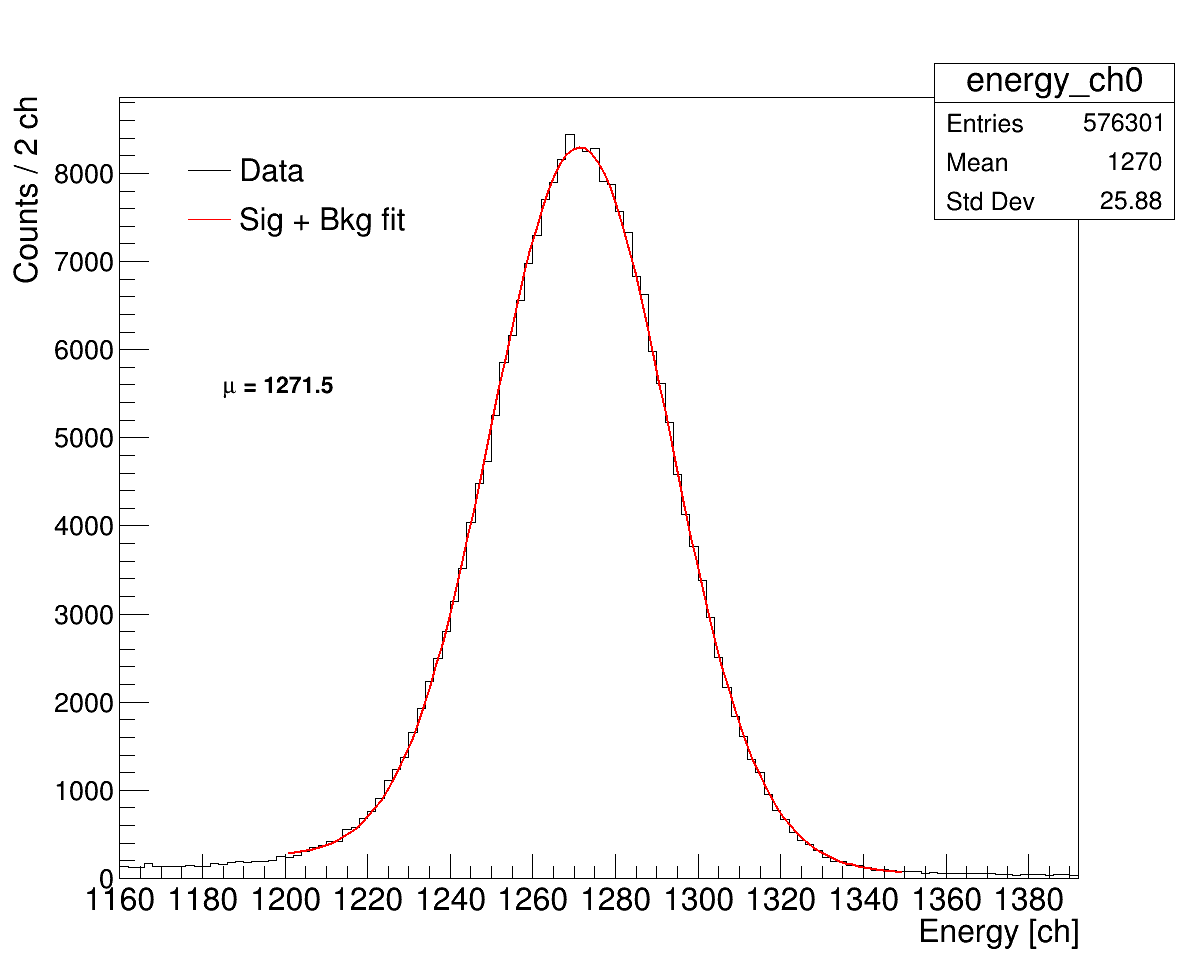 energy_ch0
Entries 576301
Mean 1270
Std Dev 25.88
Counts / 2 ch
Data
Sig + Bkg fit
μ = 1271.5
8000
7000
6000
5000
4000
3000
2000
1000
0
1160 1180 1200 1220 1240 1260 1280 1300 1320 1340 1360 1380
Energy [ch]